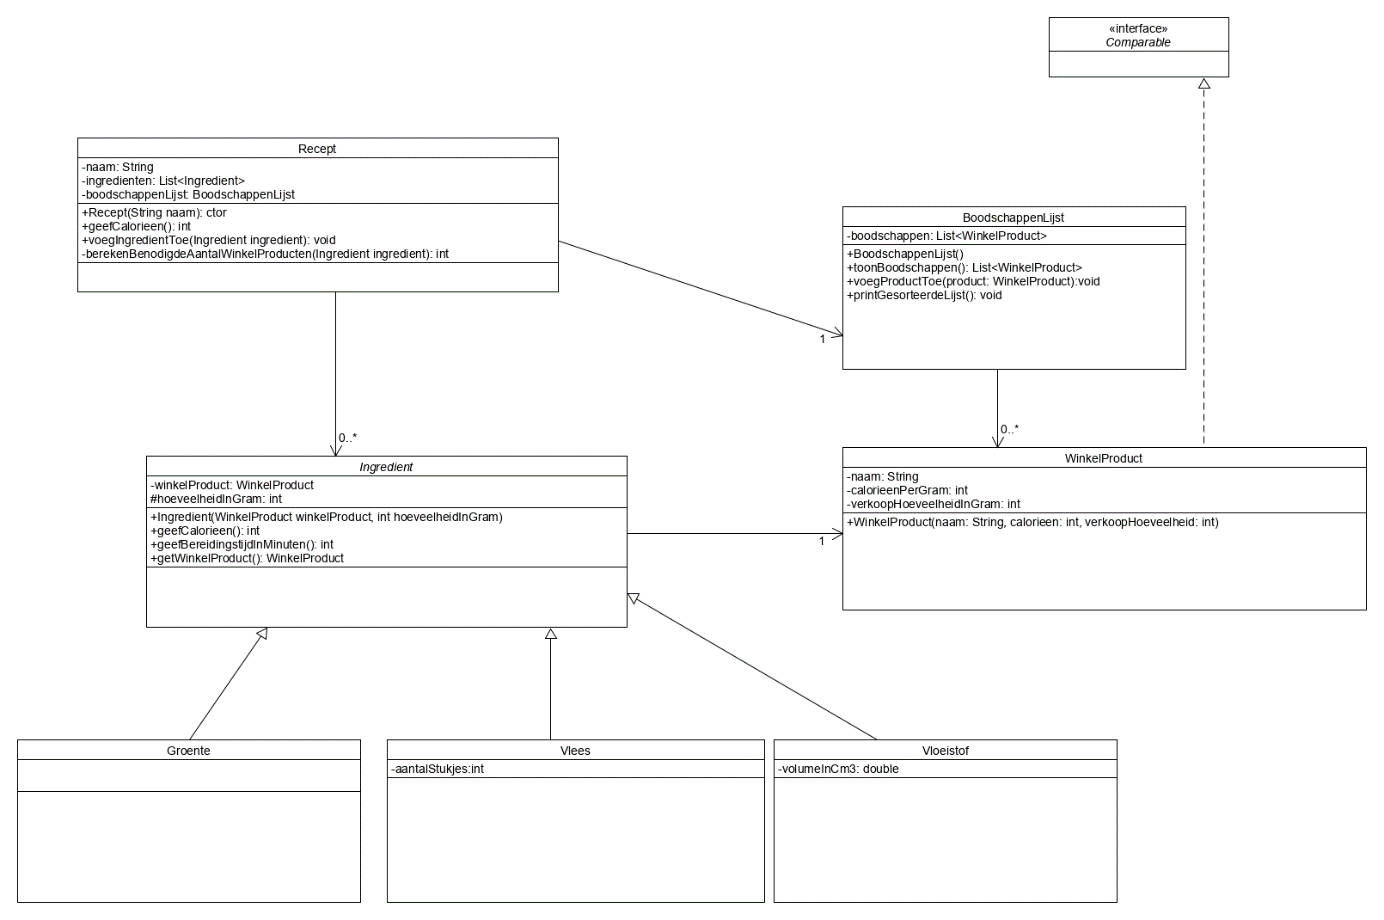 «interface»
Comparable
Recept
-naam: String
-ingredienten: List<Ingredient>
-boodschappenLijst: BoodschappenLijst
+Recept(String naam): ctor
+geefCalorieen(): int
+voegIngredientToe(Ingredient ingredient): void
-berekenBenodigdeAantalWinkelProducten(Ingredient ingredient): int
BoodschappenLijst
-boodschappen: List<WinkelProduct>
+BoodschappenLijst()
+toonBoodschappen(): List<WinkelProduct>
+voegProductToe(product: WinkelProduct):void
+printGesorteerdeLijst(): void
1
0..*
0..*
Ingredient
-winkelProduct: WinkelProduct
#hoeveelheidInGram: int
+Ingredient(WinkelProduct winkelProduct, int hoeveelheidInGram)
+geefCalorieen(): int
+geefBereidingstijdInMinuten(): int
+getWinkelProduct(): WinkelProduct
1
WinkelProduct
-naam: String
-calorieenPerGram: int
-verkoopHoeveelheidInGram: int
+WinkelProduct(naam: String, calorieen: int, verkoopHoeveelheid: int)
Groente
Vlees
-aantalStukjes:int
Vloeistof
-volumeInCm3: double